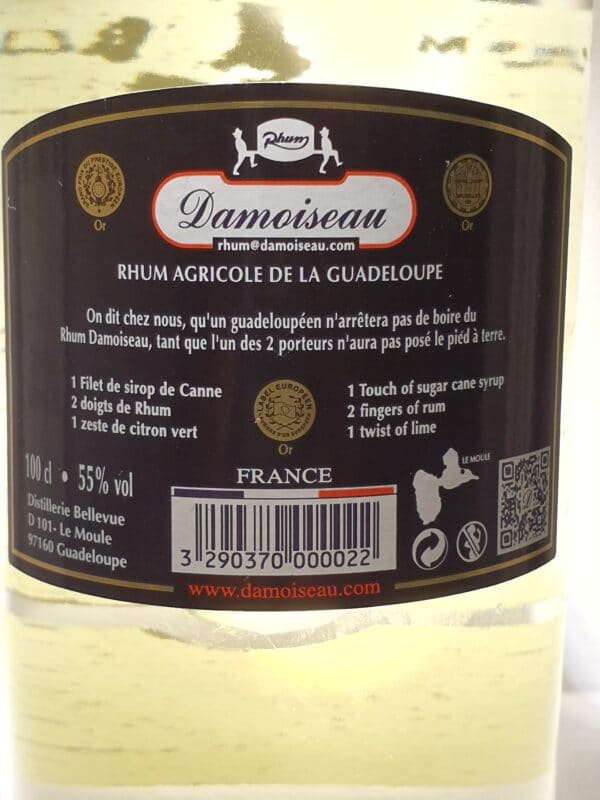 Rhum
Damoiseau
rhum@damoiseau.com
Or
Or
RHUM AGRICOLE DE LA GUADELOUPE
On dit chez nous, qu'un guadeloupéen n'arrêtera pas de boire du
Rhum Damoiseau, tant que l'un des 2 porteurs n'aura pas posé le piéd à terre.
1 Filet de sirop de Canne
2 doigts de Rhum
1 zeste de citron vert
LABEL EUROPEEN
Or
1 Touch of sugar cane syrup
2 fingers of rum
1 twist of lime
100 cl • 55% vol
Distillerie Bellevue
D 101- Le Moule
97160 Guadeloupe
FRANCE
3 290370 000022
LE MOULE
www.damoiseau.com